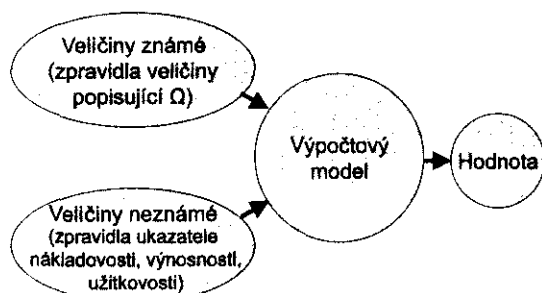 Veličiny známé
(zpravidla veličiny
popisující Ω)
Výpočtový
model
Hodnota
Veličiny neznámé
(zpravidla ukazatele
nákladovosti, výnosnosti,
užitkovosti)